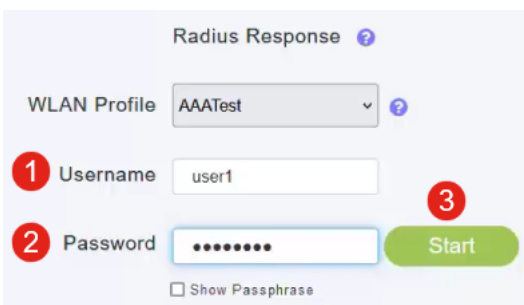 Radius Response ?
WLAN Profile AAATest ?
1 Username user1
3
2 Password ●●●●●●●● Start
Show Passphrase